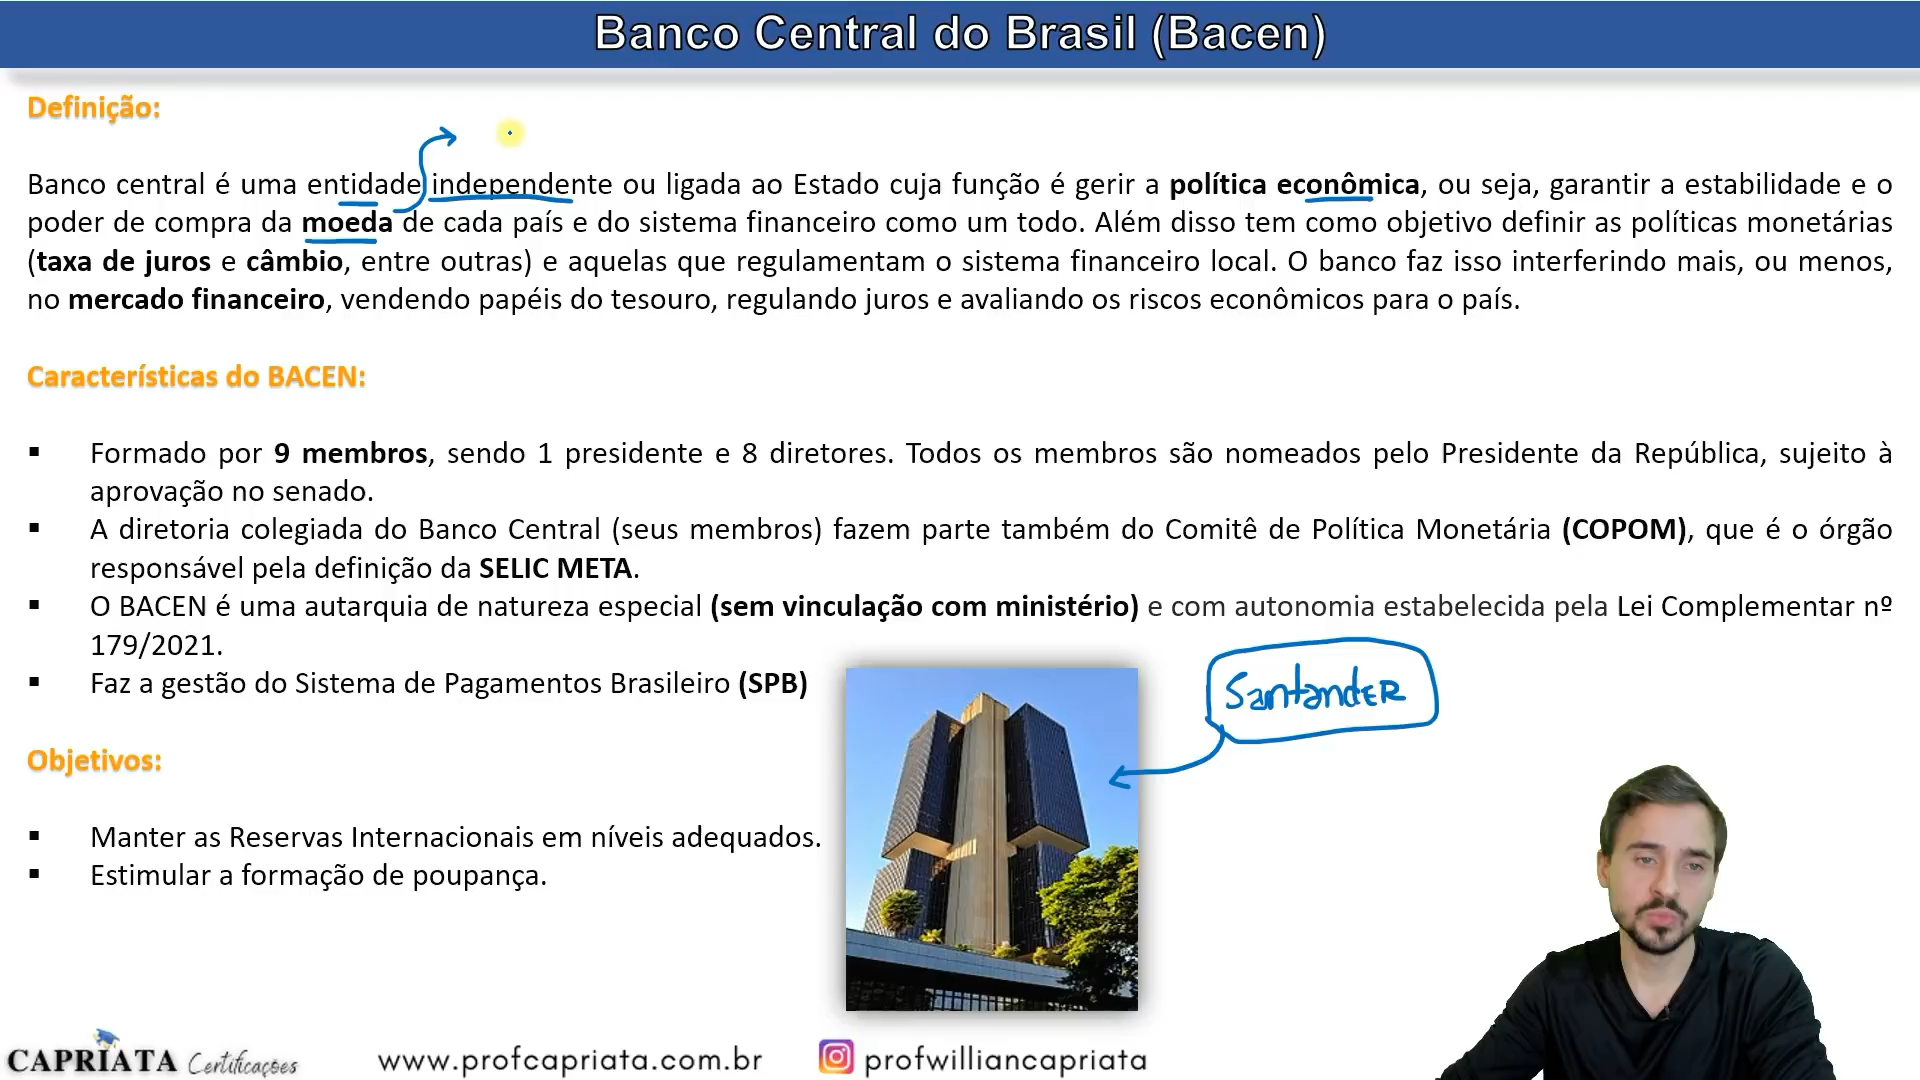 Banco Central do Brasil (Bacen)
Definição:
Banco central é uma entidade independente ou ligada ao Estado cuja função é gerir a política econômica, ou seja, garantir a estabilidade e o
poder de compra da moeda de cada país e do sistema financeiro como um todo. Além disso tem como objetivo definir as políticas monetárias
(taxa de juros e câmbio, entre outras) e aquelas que regulamentam o sistema financeiro local. O banco faz isso interferindo mais, ou menos,
no mercado financeiro, vendendo papéis do tesouro, regulando juros e avaliando os riscos econômicos para o país.
Características do BACEN:
▪ Formado por 9 membros, sendo 1 presidente e 8 diretores. Todos os membros são nomeados pelo Presidente da República, sujeito à
aprovação no senado.
▪ A diretoria colegiada do Banco Central (seus membros) fazem parte também do Comitê de Política Monetária (COPOM), que é o órgão
responsável pela definição da SELIC META.
▪ O BACEN é uma autarquia de natureza especial (sem vinculação com ministério) e com autonomia estabelecida pela Lei Complementar nº
179/2021.
▪ Faz a gestão do Sistema de Pagamentos Brasileiro (SPB)
SantandER
Objetivos:
▪ Manter as Reservas Internacionais em níveis adequados.
▪ Estimular a formação de poupança.
CAPRIATA Certificações
www.profcapriata.com.br
profwilliancapriata